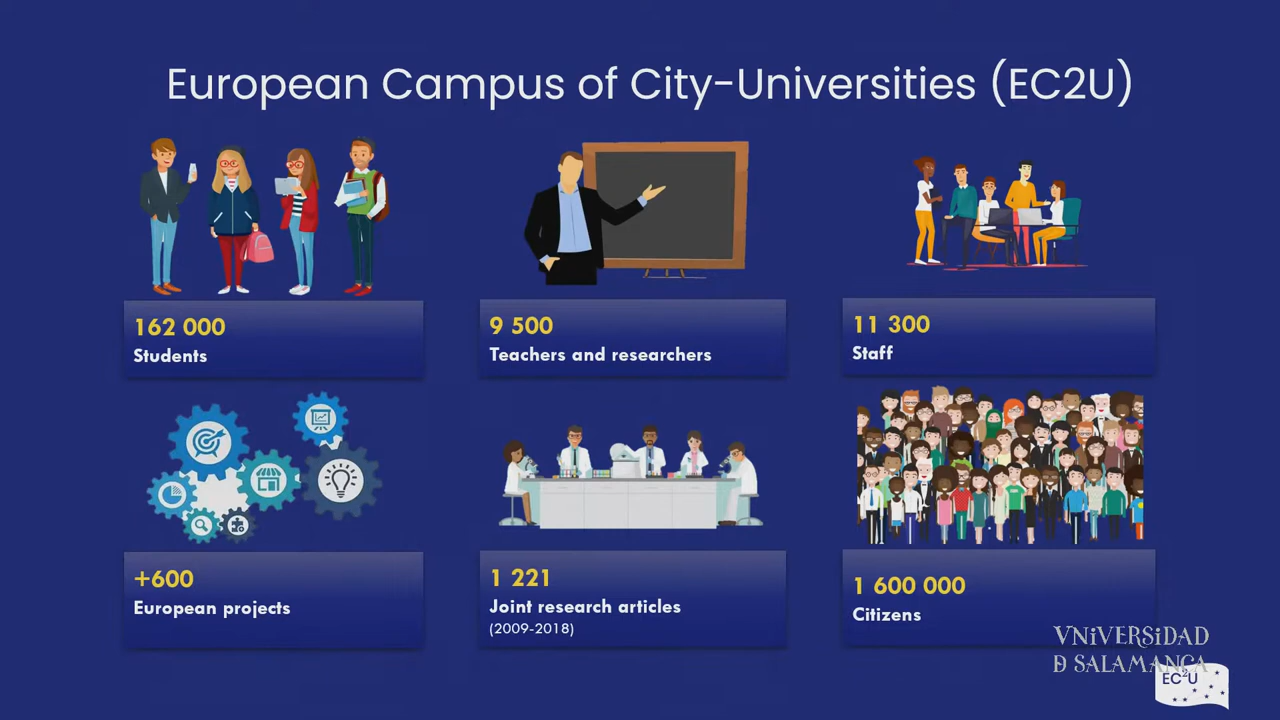 European Campus of City-Universities (EC2U)
162 000
Students
9 500
Teachers and researchers
11 300
Staff
+600
European projects
1 221
Joint research articles
(2009-2018)
1 600 000
Citizens
VNiVERSiDAD
Ð SALAMANCA
EC²U